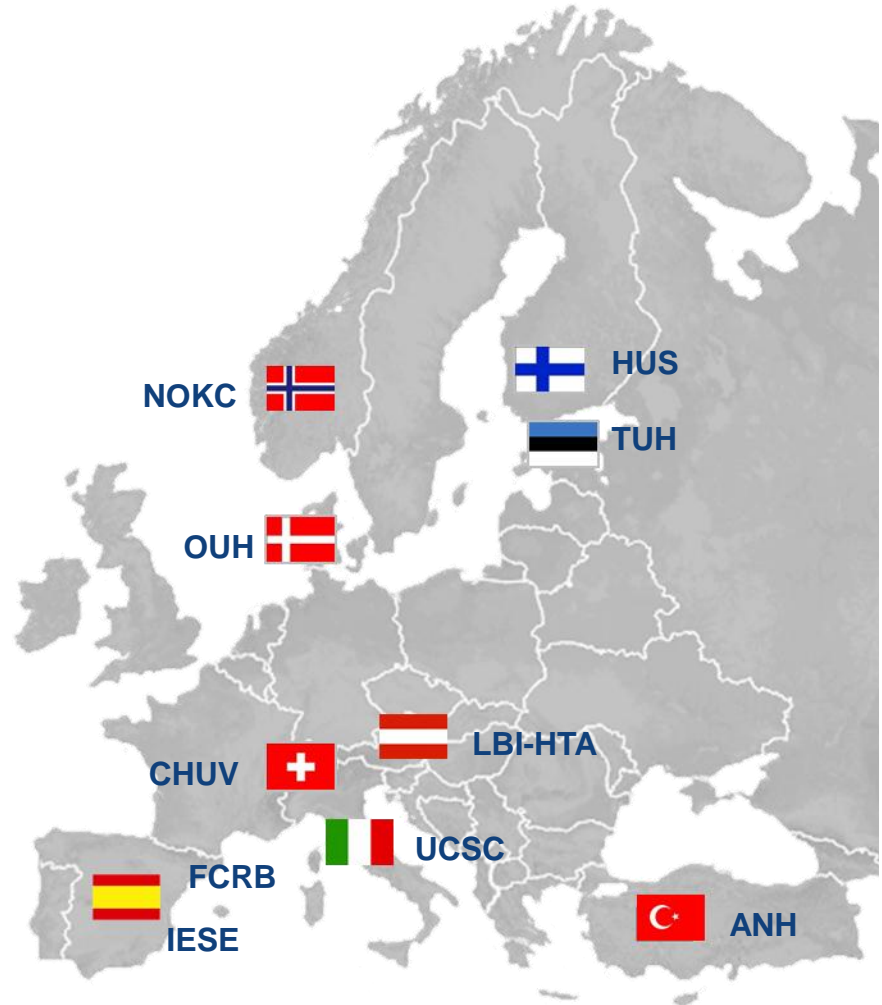 HUS
NOKC
TUH
OUH
LBI-HTA
CHUV
UCSC
FCRB
ANH
IESE